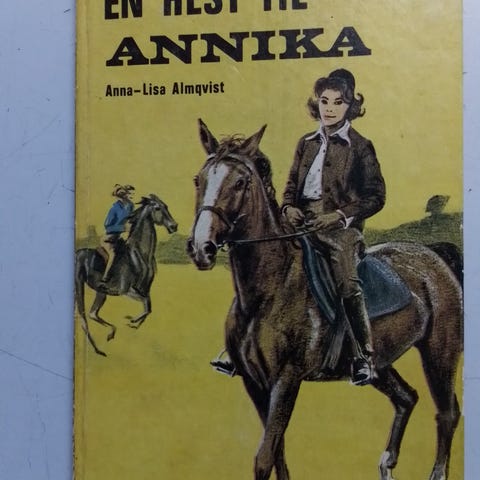 EN HEST TIL
ANNIKA
Anna-Lisa Almqvist